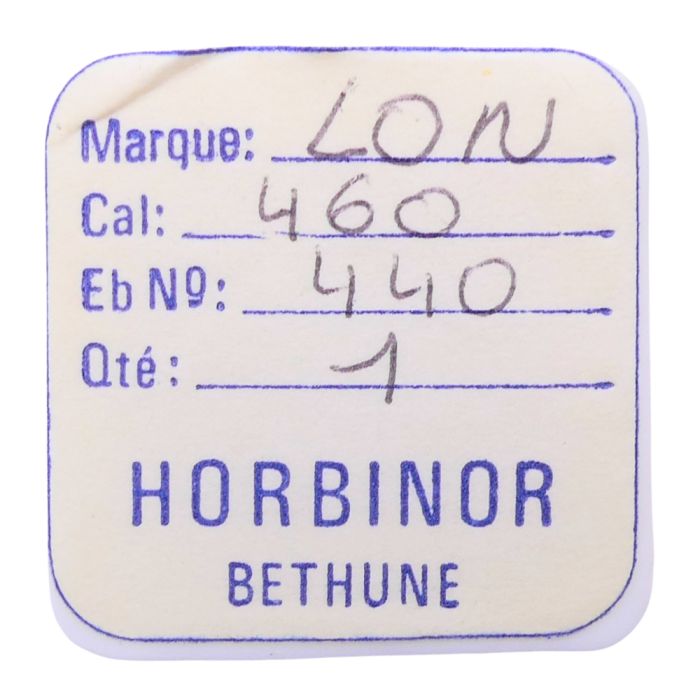 Marque: LON
Cal: 460
Eb Nº: 440
Qté: 1
HORBINOR
BETHUNE